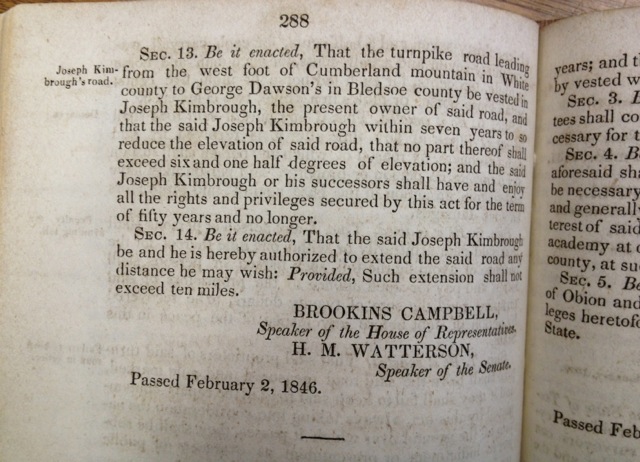 288
Joseph Kim-
brough's road.
SEC. 13. Be it enacted, That the turnpike road leading
from the west foot of Cumberland mountain in White
county to George Dawson's in Bledsoe county be vested in
Joseph Kimbrough, the present owner of said road, and
that the said Joseph Kimbrough within seven years to so
reduce the elevation of said road, that no part thereof shall
exceed six and one half degrees of elevation; and the said
Joseph Kimbrough or his successors shall have and enjoy
all the rights and privileges secured by this act for the term
of fifty years and no longer.
SEC. 14. Be it enacted, That the said Joseph Kimbrough
be and he is hereby authorized to extend the said road any
distance he may wish: Provided, Such extension shall not
exceed ten miles.
BROOKINS CAMPBELL,
Speaker of the House of Representatives.
H. M. WATTERSON,
Speaker of the Senate.
Passed February 2, 1846.
years; and
by vested
SEC. 3.
tees shall
cessary for
SEC. 4.
aforesaid
be necessary
and generally
terest of said
academy at
county, at
SEC. 5. Be
of Obion and
leges heretofo
State.
Passed Feb